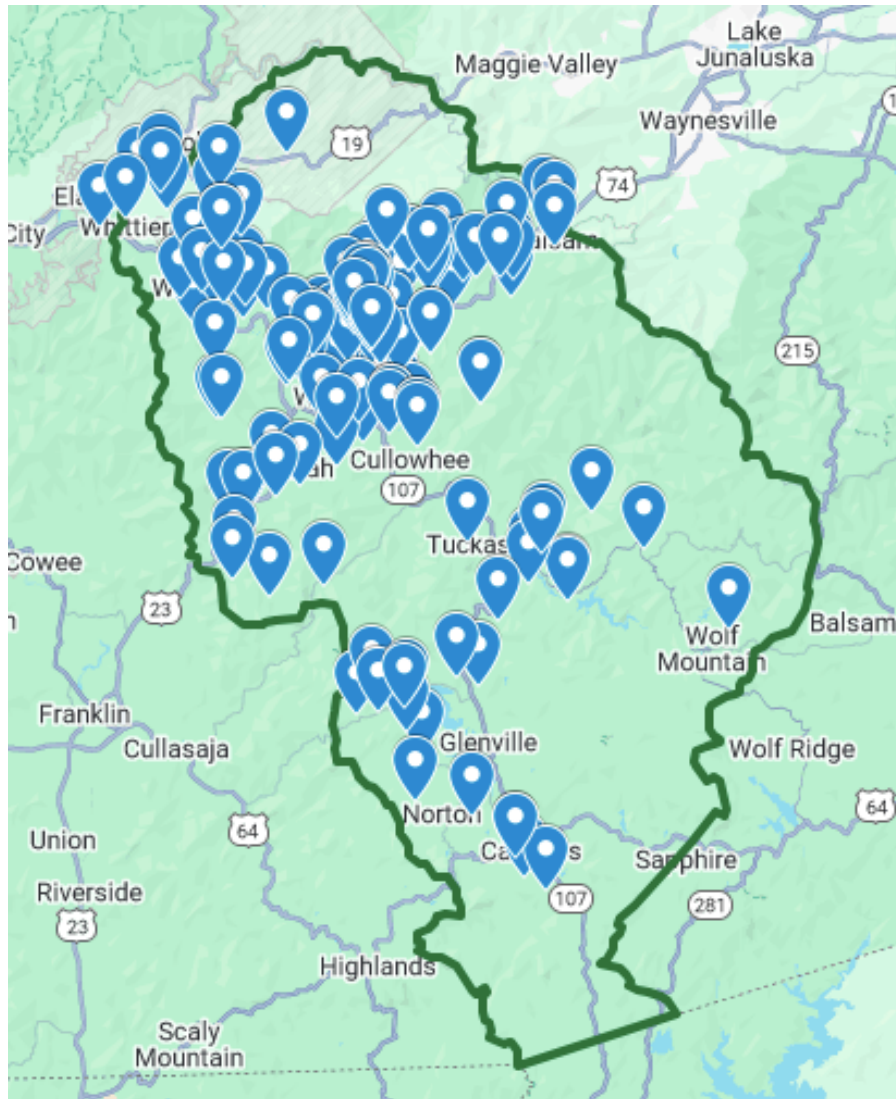 Lake
Junaluska
Maggie Valley
Waynesville
19
74
City
Whittier
215
Cullowhee
107
Cowee
23
Wolf
Mountain
Balsam
Franklin
Cullasaja
Glenville
Wolf Ridge
Norton
64
64
Union
Sapphire
Riverside
107
281
23
Highlands
Scaly
Mountain